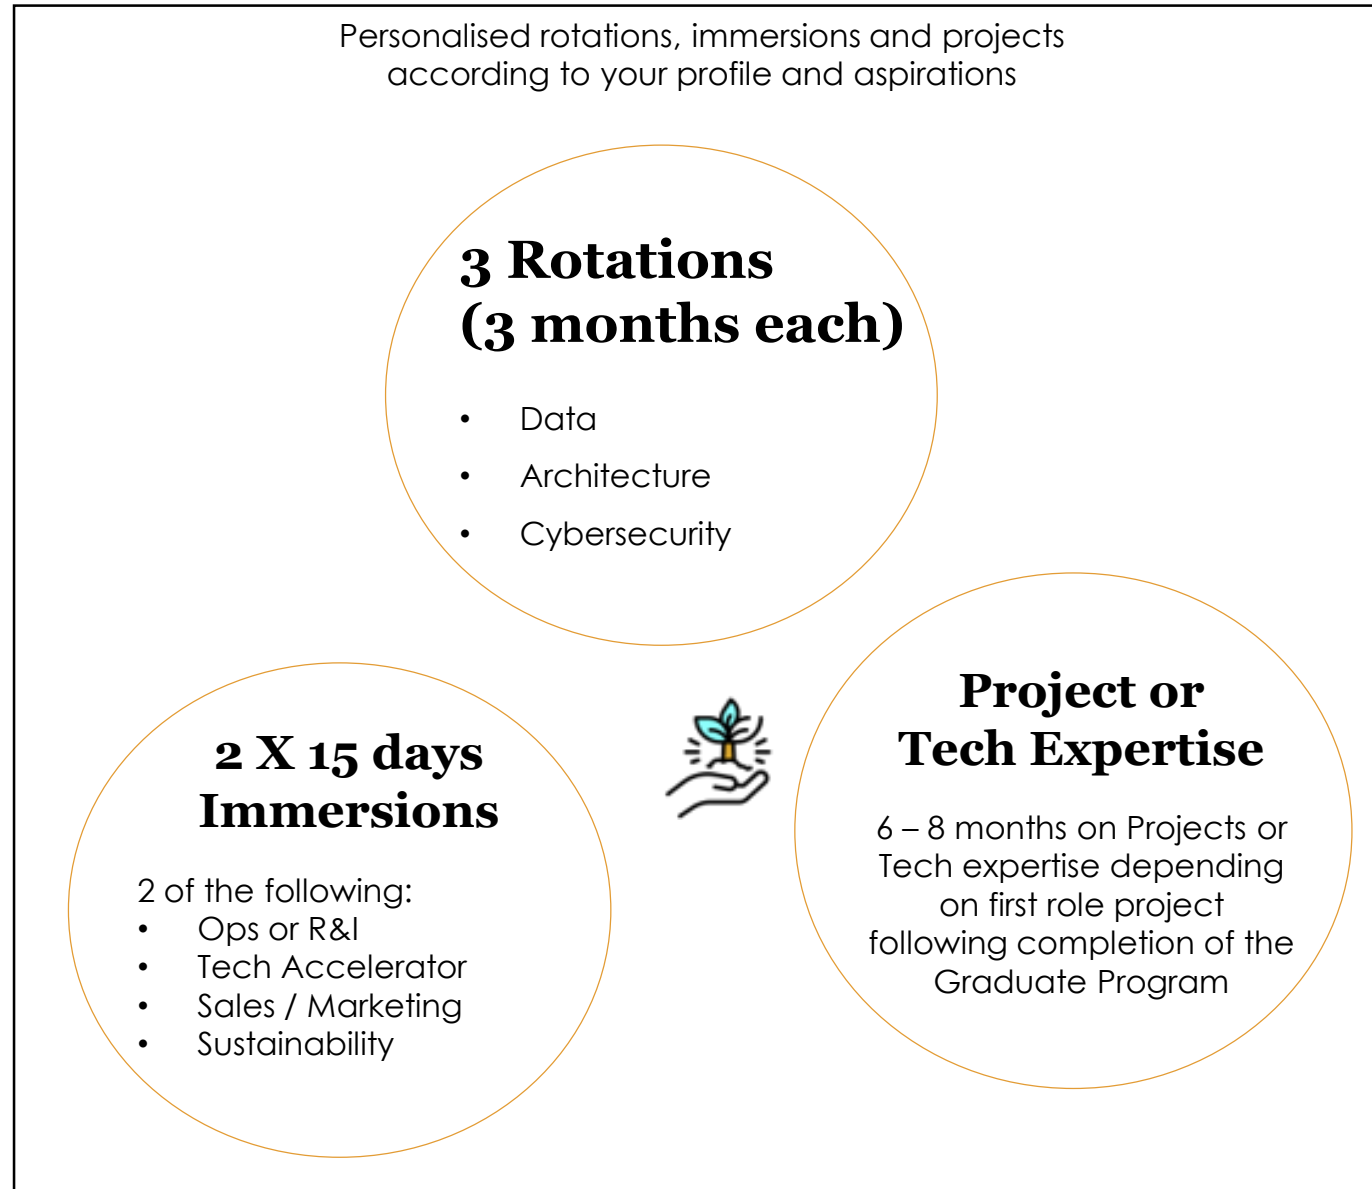 Personalised rotations, immersions and projects
according to your profile and aspirations
3 Rotations
(3 months each)
• Data
• Architecture
• Cybersecurity
2 X 15 days
Immersions
2 of the following:
• Ops or R&I
• Tech Accelerator
• Sales / Marketing
• Sustainability
Project or
Tech Expertise
6 – 8 months on Projects or
Tech expertise depending
on first role project
following completion of the
Graduate Program